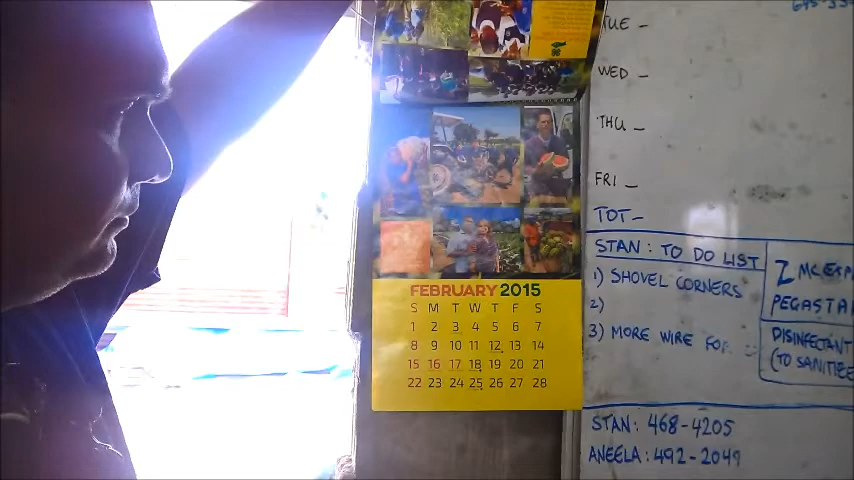 FEBRUARY 2015
S M T W T F S
1 2 3 4 5 6 7
8 9 10 11 12 13 14
15 16 17 18 19 20 21
22 23 24 25 26 27 28
TUE –
WED –
THU –
FRI –
TOT –
STAN : TO DO LIST
1) SHOVEL CORNERS
2)
3) MORE WIRE FOR
DISINFECTANT
(TO SANITIZE
STAN: 468-4205
ANEELA: 492-2049